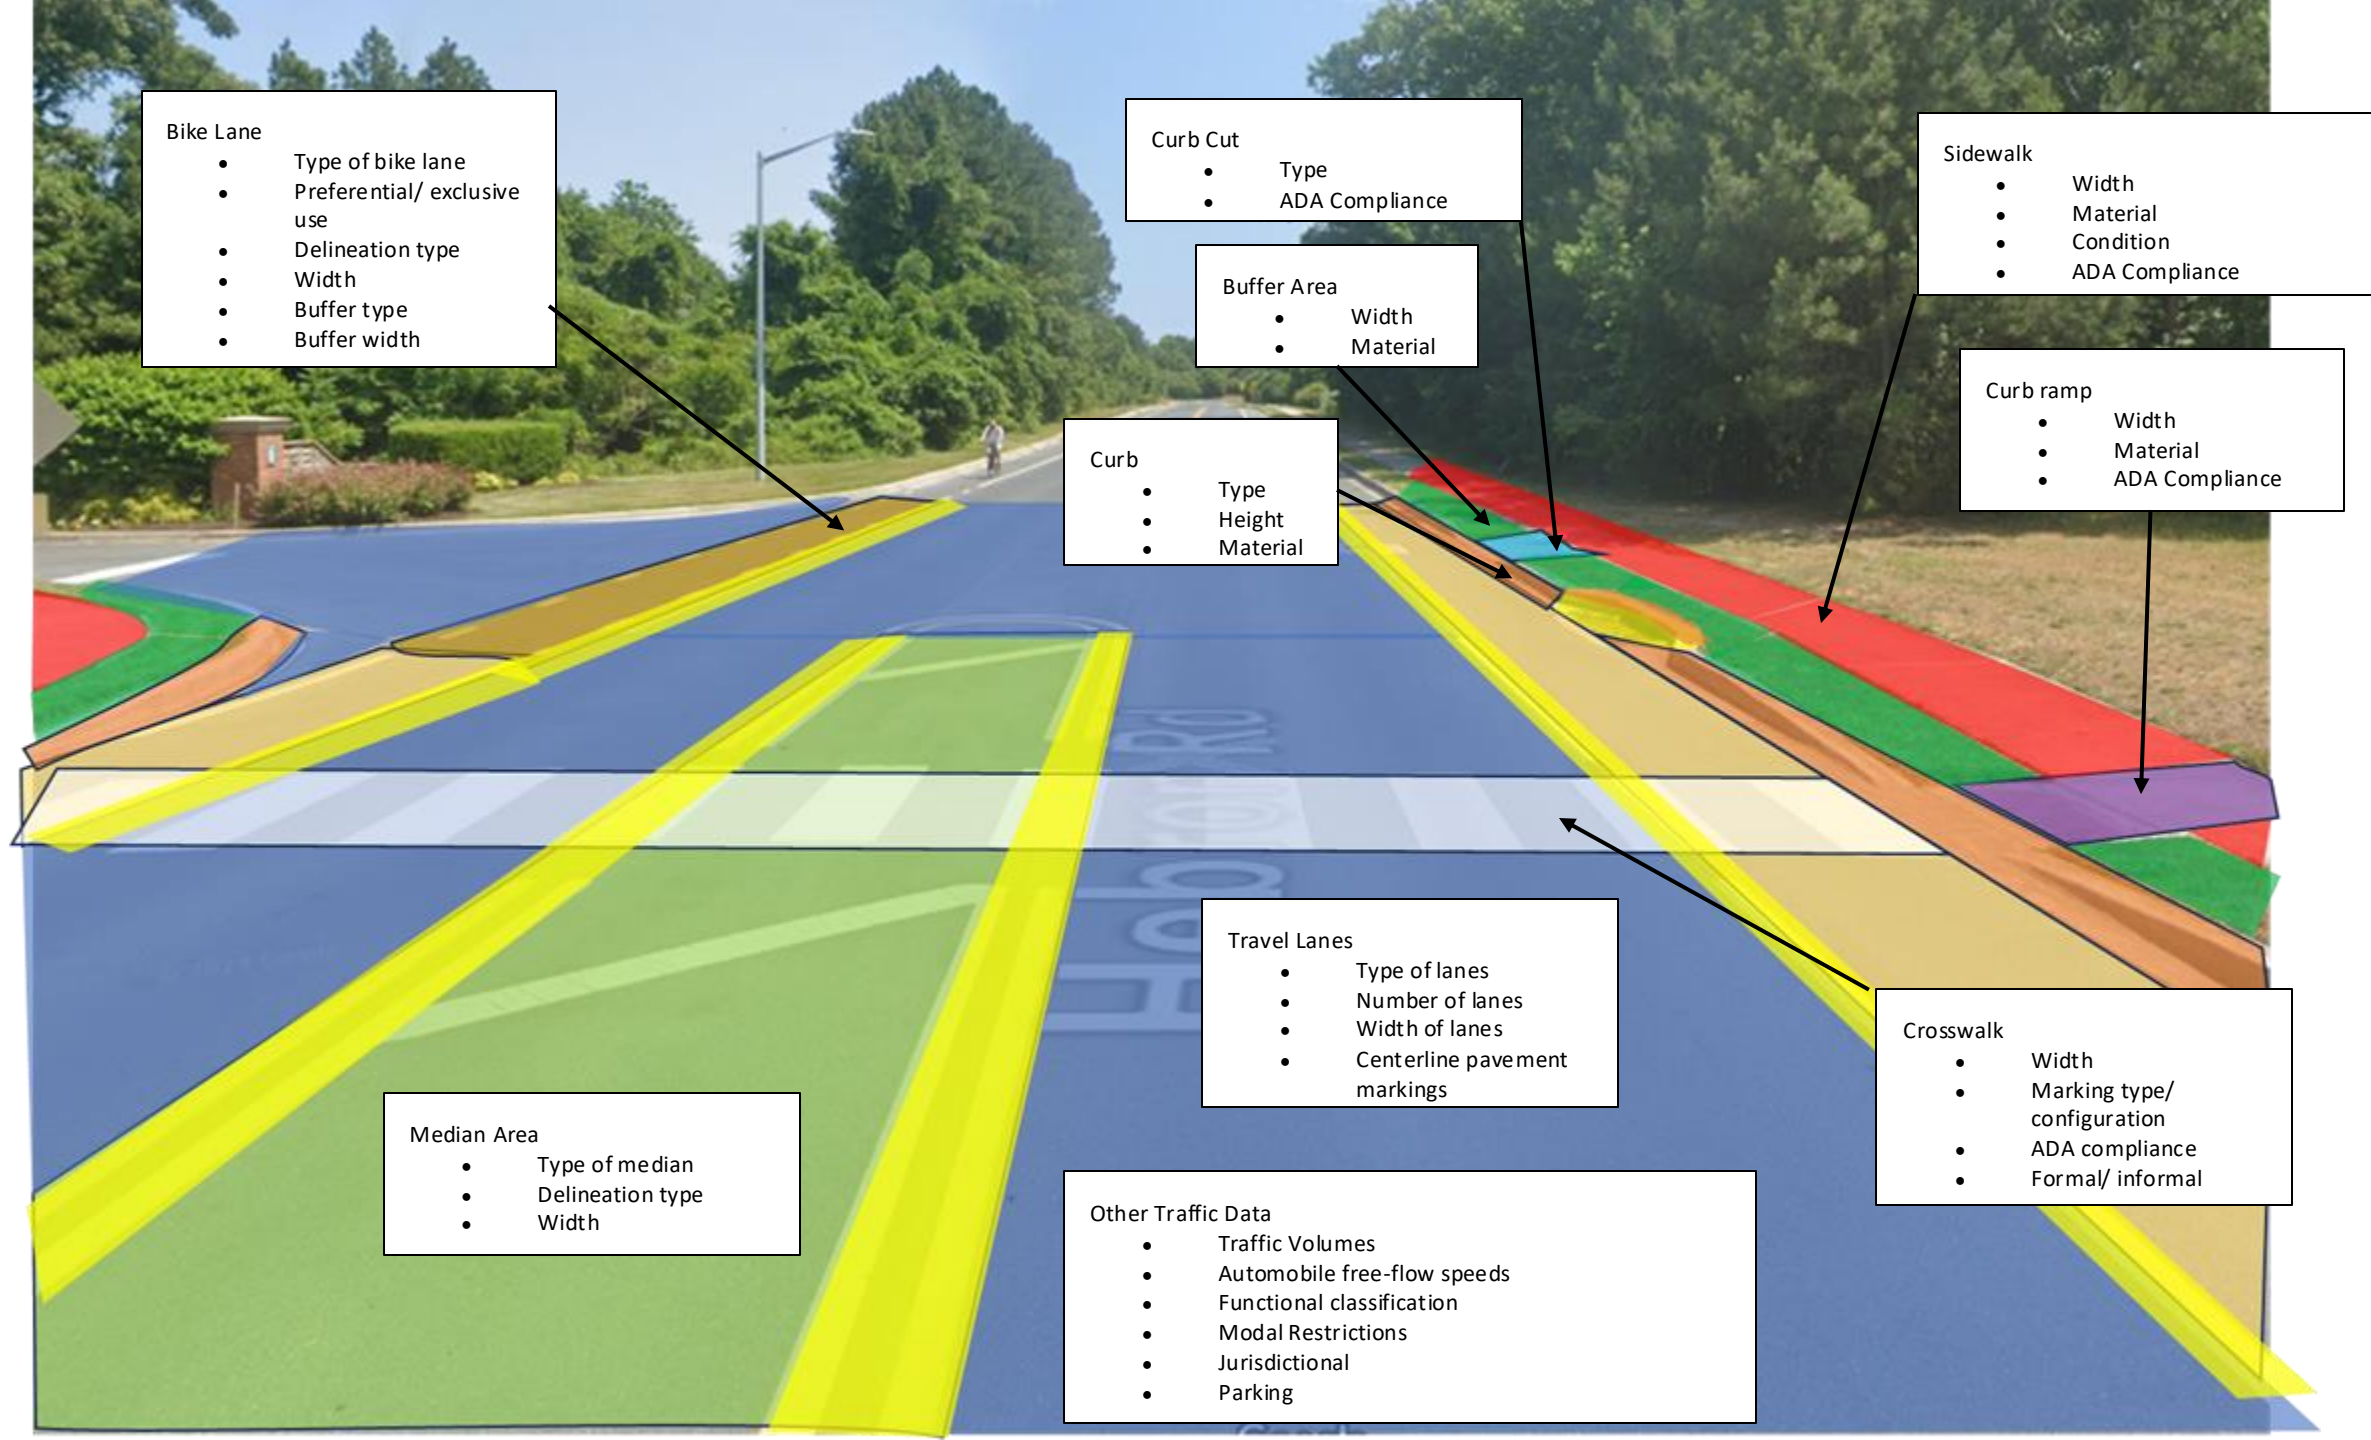 Bike Lane
• Type of bike lane
• Preferential/ exclusive
use
• Delineation type
• Width
• Buffer type
• Buffer width
Curb Cut
• Type
• ADA Compliance
Sidewalk
• Width
• Material
• Condition
• ADA Compliance
Buffer Area
• Width
• Material
Curb ramp
• Width
• Material
• ADA Compliance
Curb
• Type
• Height
• Material
Travel Lanes
• Type of lanes
• Number of lanes
• Width of lanes
• Centerline pavement
markings
Crosswalk
• Width
• Marking type/
configuration
• ADA compliance
• Formal/ informal
Median Area
• Type of median
• Delineation type
• Width
Other Traffic Data
• Traffic Volumes
• Automobile free-flow speeds
• Functional classification
• Modal Restrictions
• Jurisdictional
• Parking
Rd